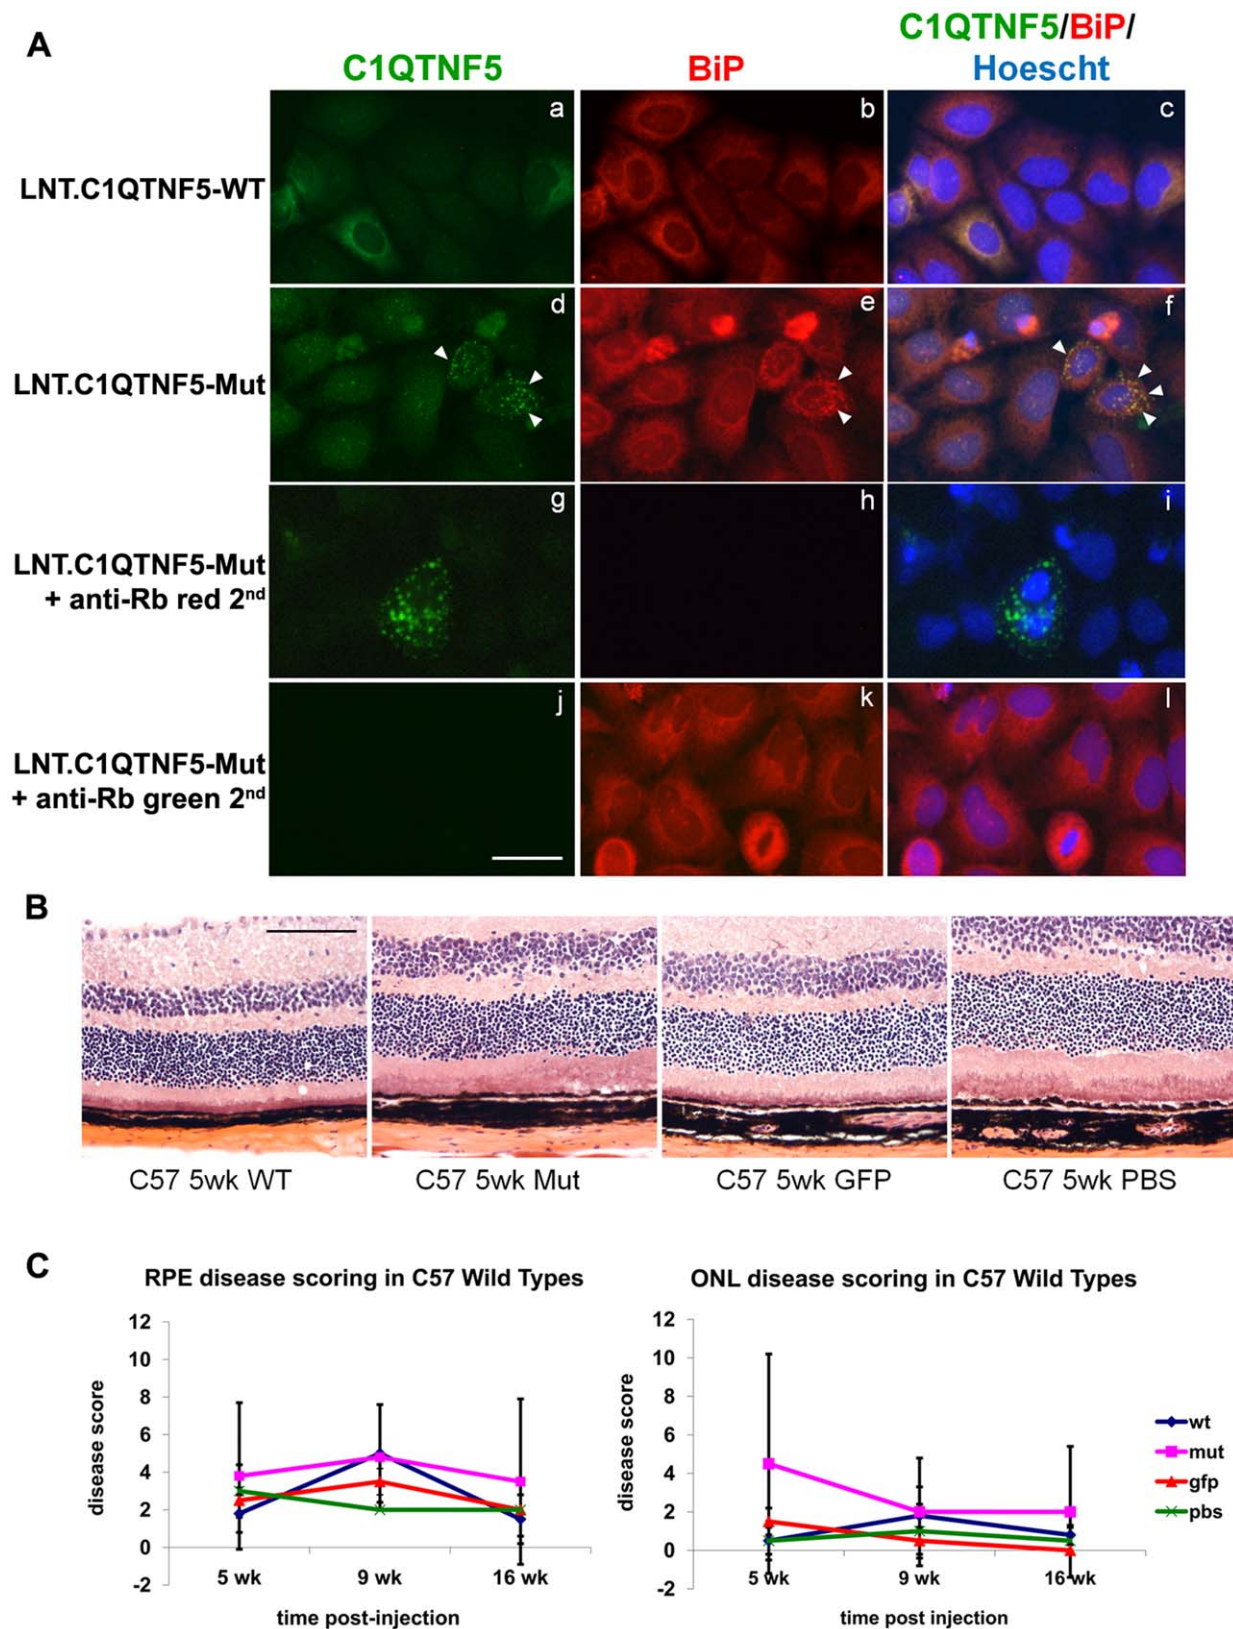 A
C1QTNF5
BiP
C1QTNF5/BiP/
Hoescht
LNT.C1QTNF5-WT
a
b
c
LNT.C1QTNF5-Mut
d
e
f
LNT.C1QTNF5-Mut
+ anti-Rb red 2nd
g
h
i
LNT.C1QTNF5-Mut
+ anti-Rb green 2nd
j
k
l
B
C57 5wk WT
C57 5wk Mut
C57 5wk GFP
C57 5wk PBS
C
RPE disease scoring in C57 Wild Types
12
10
8
6
4
2
0
-2
disease score
5 wk
9 wk
16 wk
time post-injection
ONL disease scoring in C57 Wild Types
12
10
8
6
4
2
0
-2
disease score
5 wk
9 wk
16 wk
time post injection
wt
mut
gfp
pbs